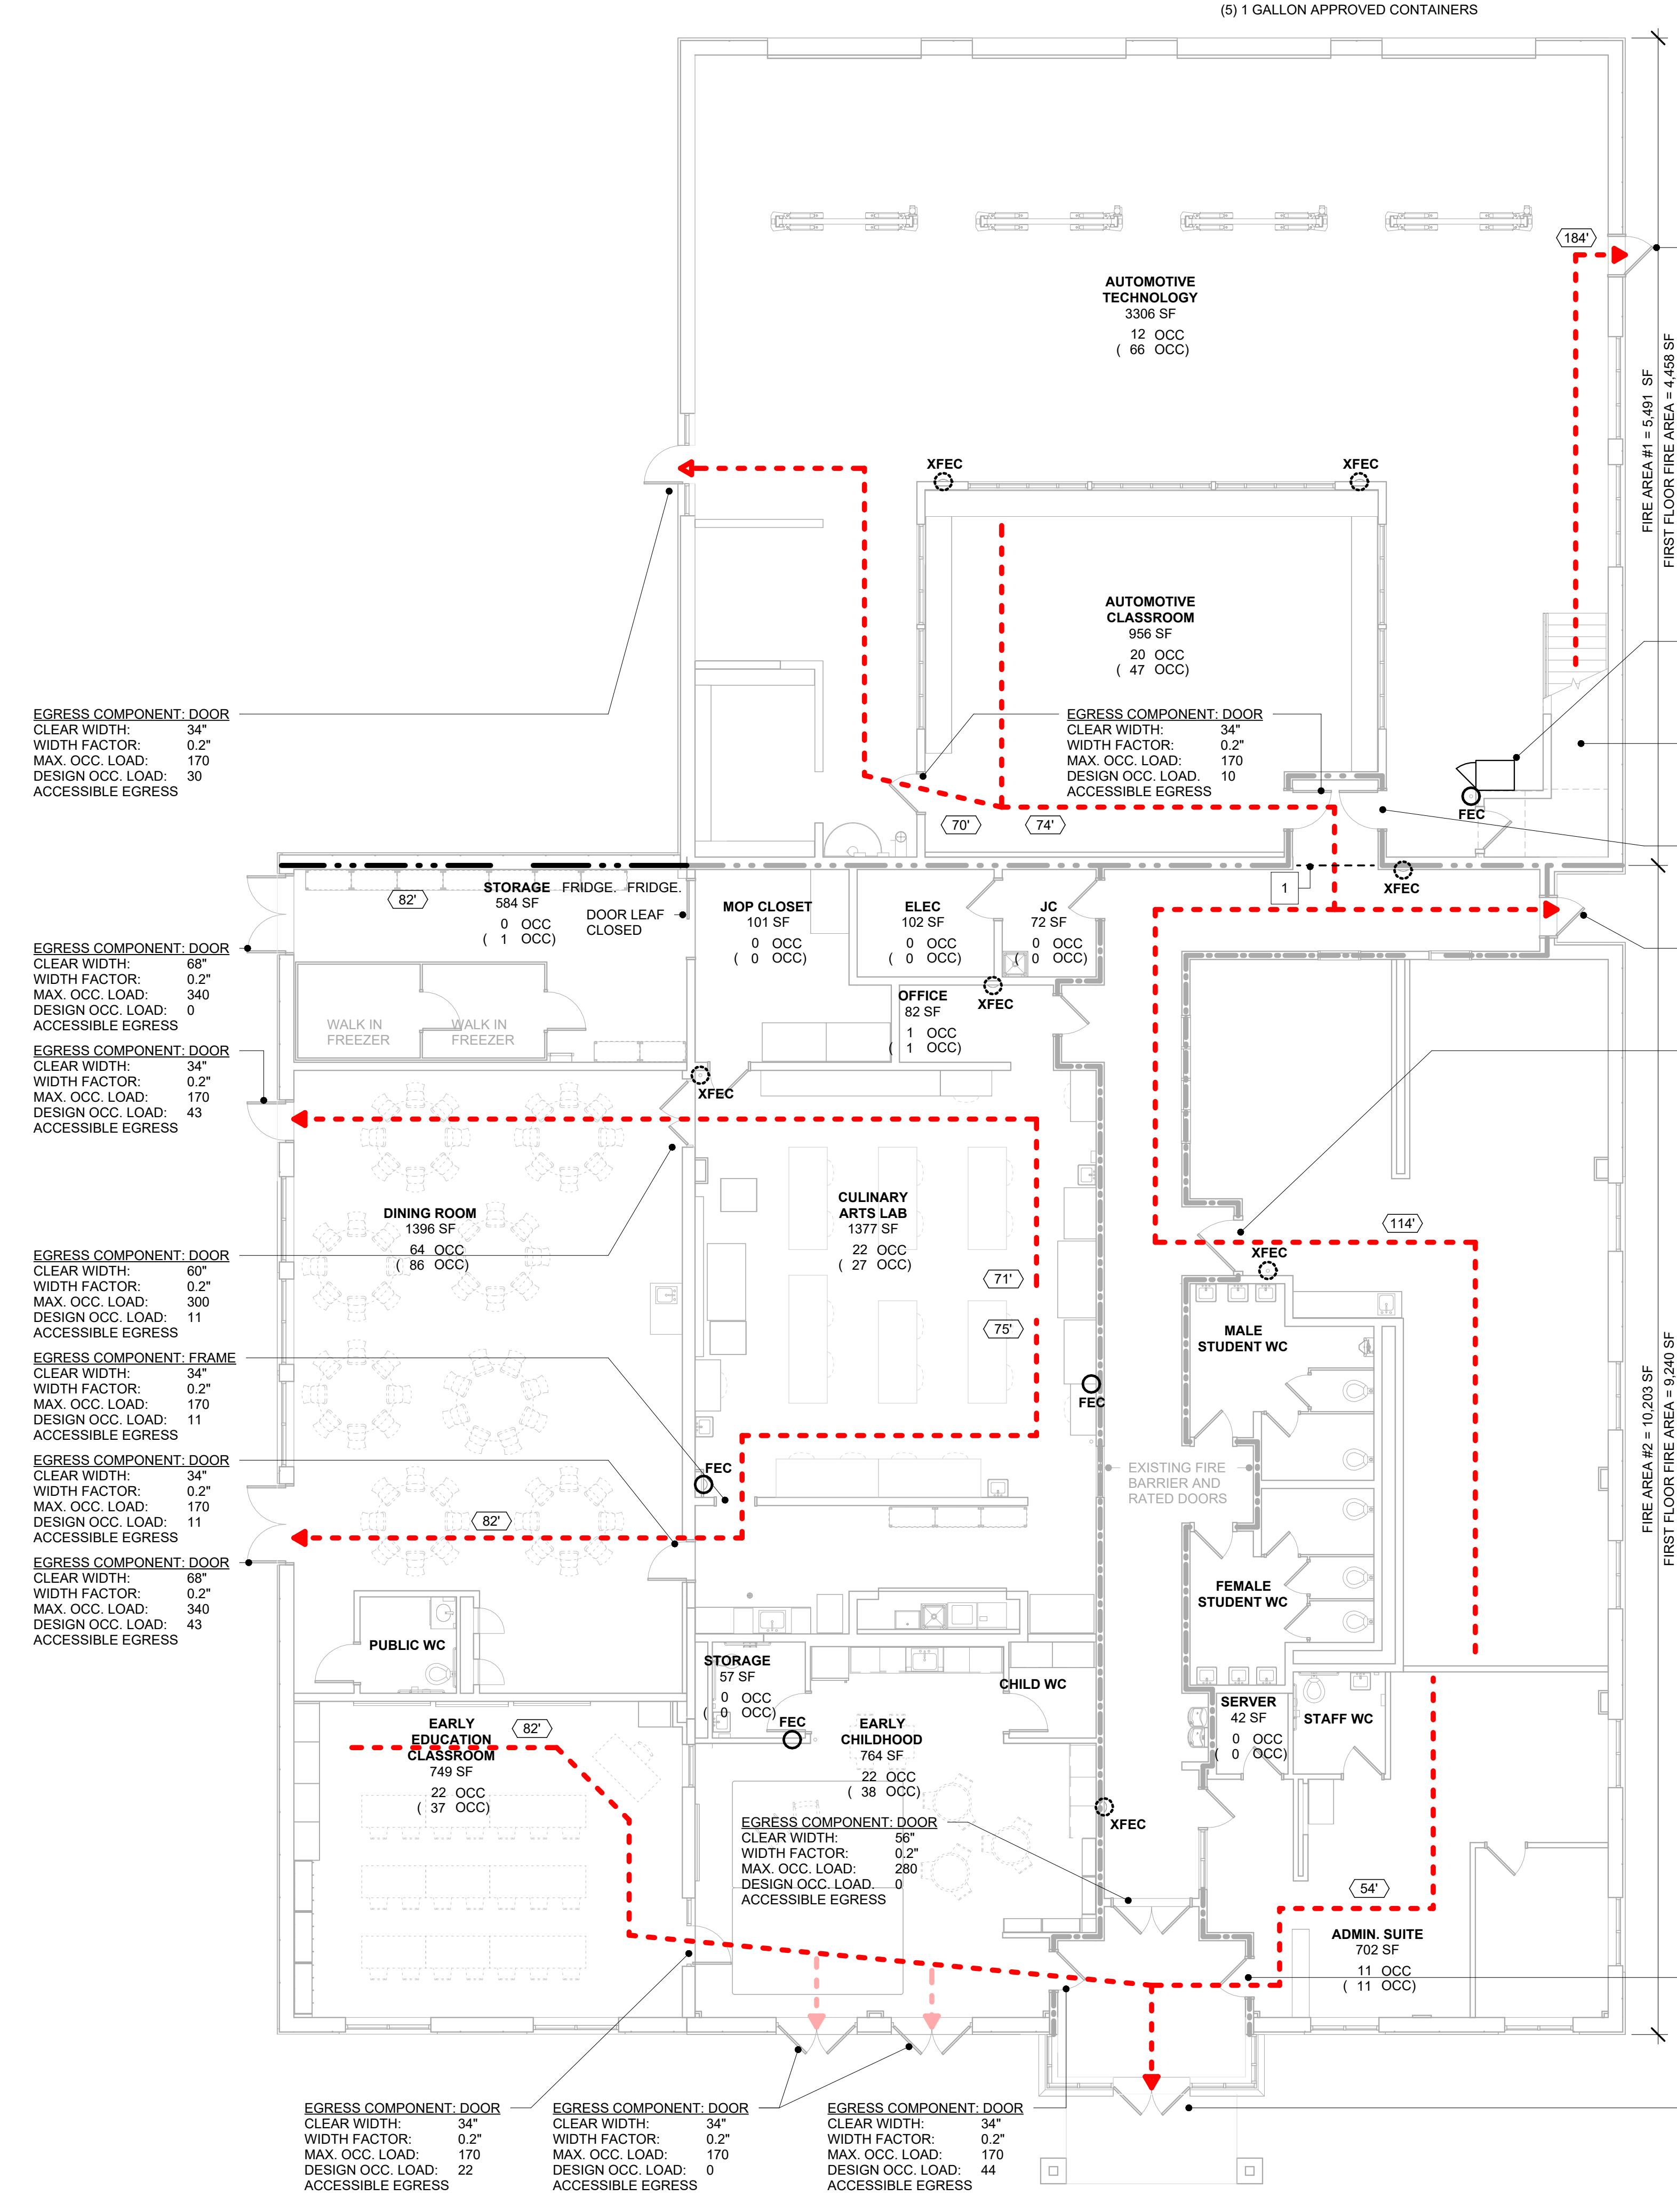 (5) 1 GALLON APPROVED CONTAINERS
184'
AUTOMOTIVE
TECHNOLOGY
3306 SF
12 OCC
( 66 OCC)
FIRE AREA #1 = 5,491 SF
FIRST FLOOR FIRE AREA = 4,458 SF
XFEC
XFEC
AUTOMOTIVE
CLASSROOM
956 SF
20 OCC
( 47 OCC)
EGRESS COMPONENT: DOOR
CLEAR WIDTH: 34"
WIDTH FACTOR: 0.2"
MAX. OCC. LOAD: 170
DESIGN OCC. LOAD: 30
ACCESSIBLE EGRESS
EGRESS COMPONENT: DOOR
CLEAR WIDTH: 34"
WIDTH FACTOR: 0.2"
MAX. OCC. LOAD: 170
DESIGN OCC. LOAD. 10
ACCESSIBLE EGRESS
FEC
70'
74'
82'
STORAGE
584 SF
0 OCC
( 1 OCC)
FRIDGE.
FRIDGE.
DOOR LEAF
CLOSED
MOP CLOSET
101 SF
0 OCC
( 0 OCC)
ELEC
102 SF
0 OCC
( 0 OCC)
JC
72 SF
0 OCC
( 0 OCC)
1
XFEC
EGRESS COMPONENT: DOOR
CLEAR WIDTH: 68"
WIDTH FACTOR: 0.2"
MAX. OCC. LOAD: 340
DESIGN OCC. LOAD: 0
ACCESSIBLE EGRESS
WALK IN
FREEZER
WALK IN
FREEZER
OFFICE
82 SF
1 OCC
( 1 OCC)
XFEC
EGRESS COMPONENT: DOOR
CLEAR WIDTH: 34"
WIDTH FACTOR: 0.2"
MAX. OCC. LOAD: 170
DESIGN OCC. LOAD: 43
ACCESSIBLE EGRESS
XFEC
DINING ROOM
1396 SF
64 OCC
( 86 OCC)
CULINARY
ARTS LAB
1377 SF
22 OCC
( 27 OCC)
114'
XFEC
71'
75'
EGRESS COMPONENT: DOOR
CLEAR WIDTH: 60"
WIDTH FACTOR: 0.2"
MAX. OCC. LOAD: 300
DESIGN OCC. LOAD: 11
ACCESSIBLE EGRESS
MALE
STUDENT WC
FIRE AREA #2 = 10,203 SF
FIRST FLOOR FIRE AREA = 9,240 SF
EGRESS COMPONENT: FRAME
CLEAR WIDTH: 34"
WIDTH FACTOR: 0.2"
MAX. OCC. LOAD: 170
DESIGN OCC. LOAD: 11
ACCESSIBLE EGRESS
FEC
FEC
EXISTING FIRE
BARRIER AND
RATED DOORS
EGRESS COMPONENT: DOOR
CLEAR WIDTH: 34"
WIDTH FACTOR: 0.2"
MAX. OCC. LOAD: 170
DESIGN OCC. LOAD: 11
ACCESSIBLE EGRESS
82'
EGRESS COMPONENT: DOOR
CLEAR WIDTH: 68"
WIDTH FACTOR: 0.2"
MAX. OCC. LOAD: 340
DESIGN OCC. LOAD: 43
ACCESSIBLE EGRESS
FEMALE
STUDENT WC
PUBLIC WC
STORAGE
57 SF
0 OCC
( 0 OCC)
CHILD WC
SERVER
42 SF
0 OCC
( 0 OCC)
STAFF WC
EARLY
EDUCATION
CLASSROOM
749 SF
22 OCC
( 37 OCC)
82'
FEC
EARLY
CHILDHOOD
764 SF
22 OCC
( 38 OCC)
XFEC
EGRESS COMPONENT: DOOR
CLEAR WIDTH: 56"
WIDTH FACTOR: 0.2"
MAX. OCC. LOAD: 280
DESIGN OCC. LOAD. 0
ACCESSIBLE EGRESS
54'
ADMIN. SUITE
702 SF
11 OCC
( 11 OCC)
EGRESS COMPONENT: DOOR
CLEAR WIDTH: 34"
WIDTH FACTOR: 0.2"
MAX. OCC. LOAD: 170
DESIGN OCC. LOAD: 22
ACCESSIBLE EGRESS
EGRESS COMPONENT: DOOR
CLEAR WIDTH: 34"
WIDTH FACTOR: 0.2"
MAX. OCC. LOAD: 170
DESIGN OCC. LOAD: 0
ACCESSIBLE EGRESS
EGRESS COMPONENT: DOOR
CLEAR WIDTH: 34"
WIDTH FACTOR: 0.2"
MAX. OCC. LOAD: 170
DESIGN OCC. LOAD: 44
ACCESSIBLE EGRESS